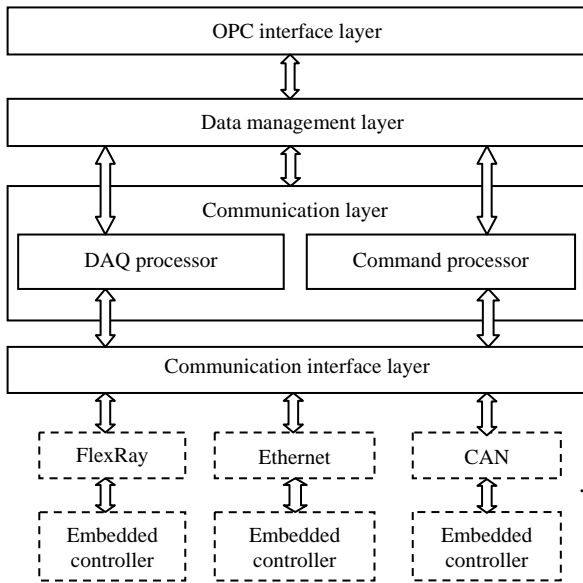 OPC interface layer
Data management layer
Communication layer
DAQ processor
Command processor
Communication interface layer
FlexRay
Ethernet
CAN
Embedded
controller
Embedded
controller
Embedded
controller